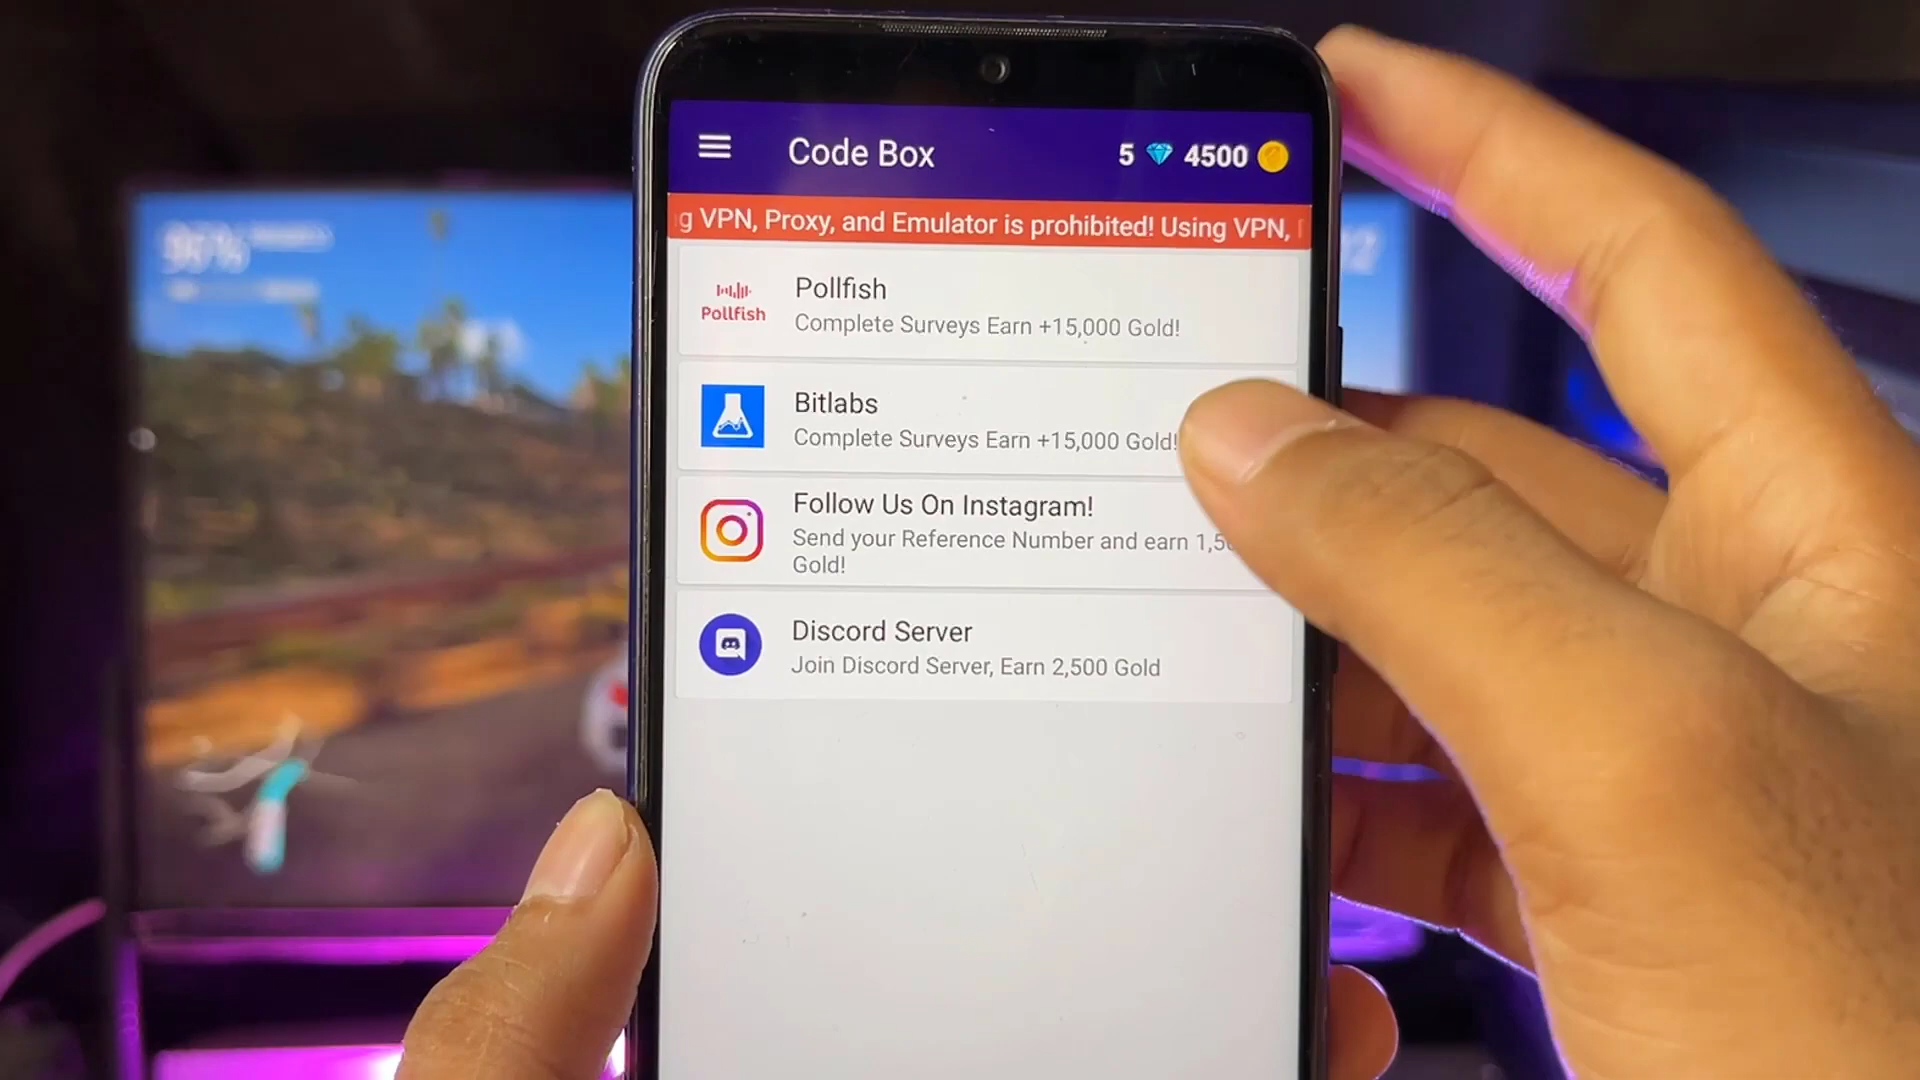 Code Box
5 4500
g VPN, Proxy, and Emulator is prohibited! Using VPN,
Pollfish
Pollfish
Complete Surveys Earn +15,000 Gold!
Bitlabs
Complete Surveys Earn +15,000 Gold!
Follow Us On Instagram!
Send your Reference Number and earn 1,5
Gold!
Discord Server
Join Discord Server, Earn 2,500 Gold